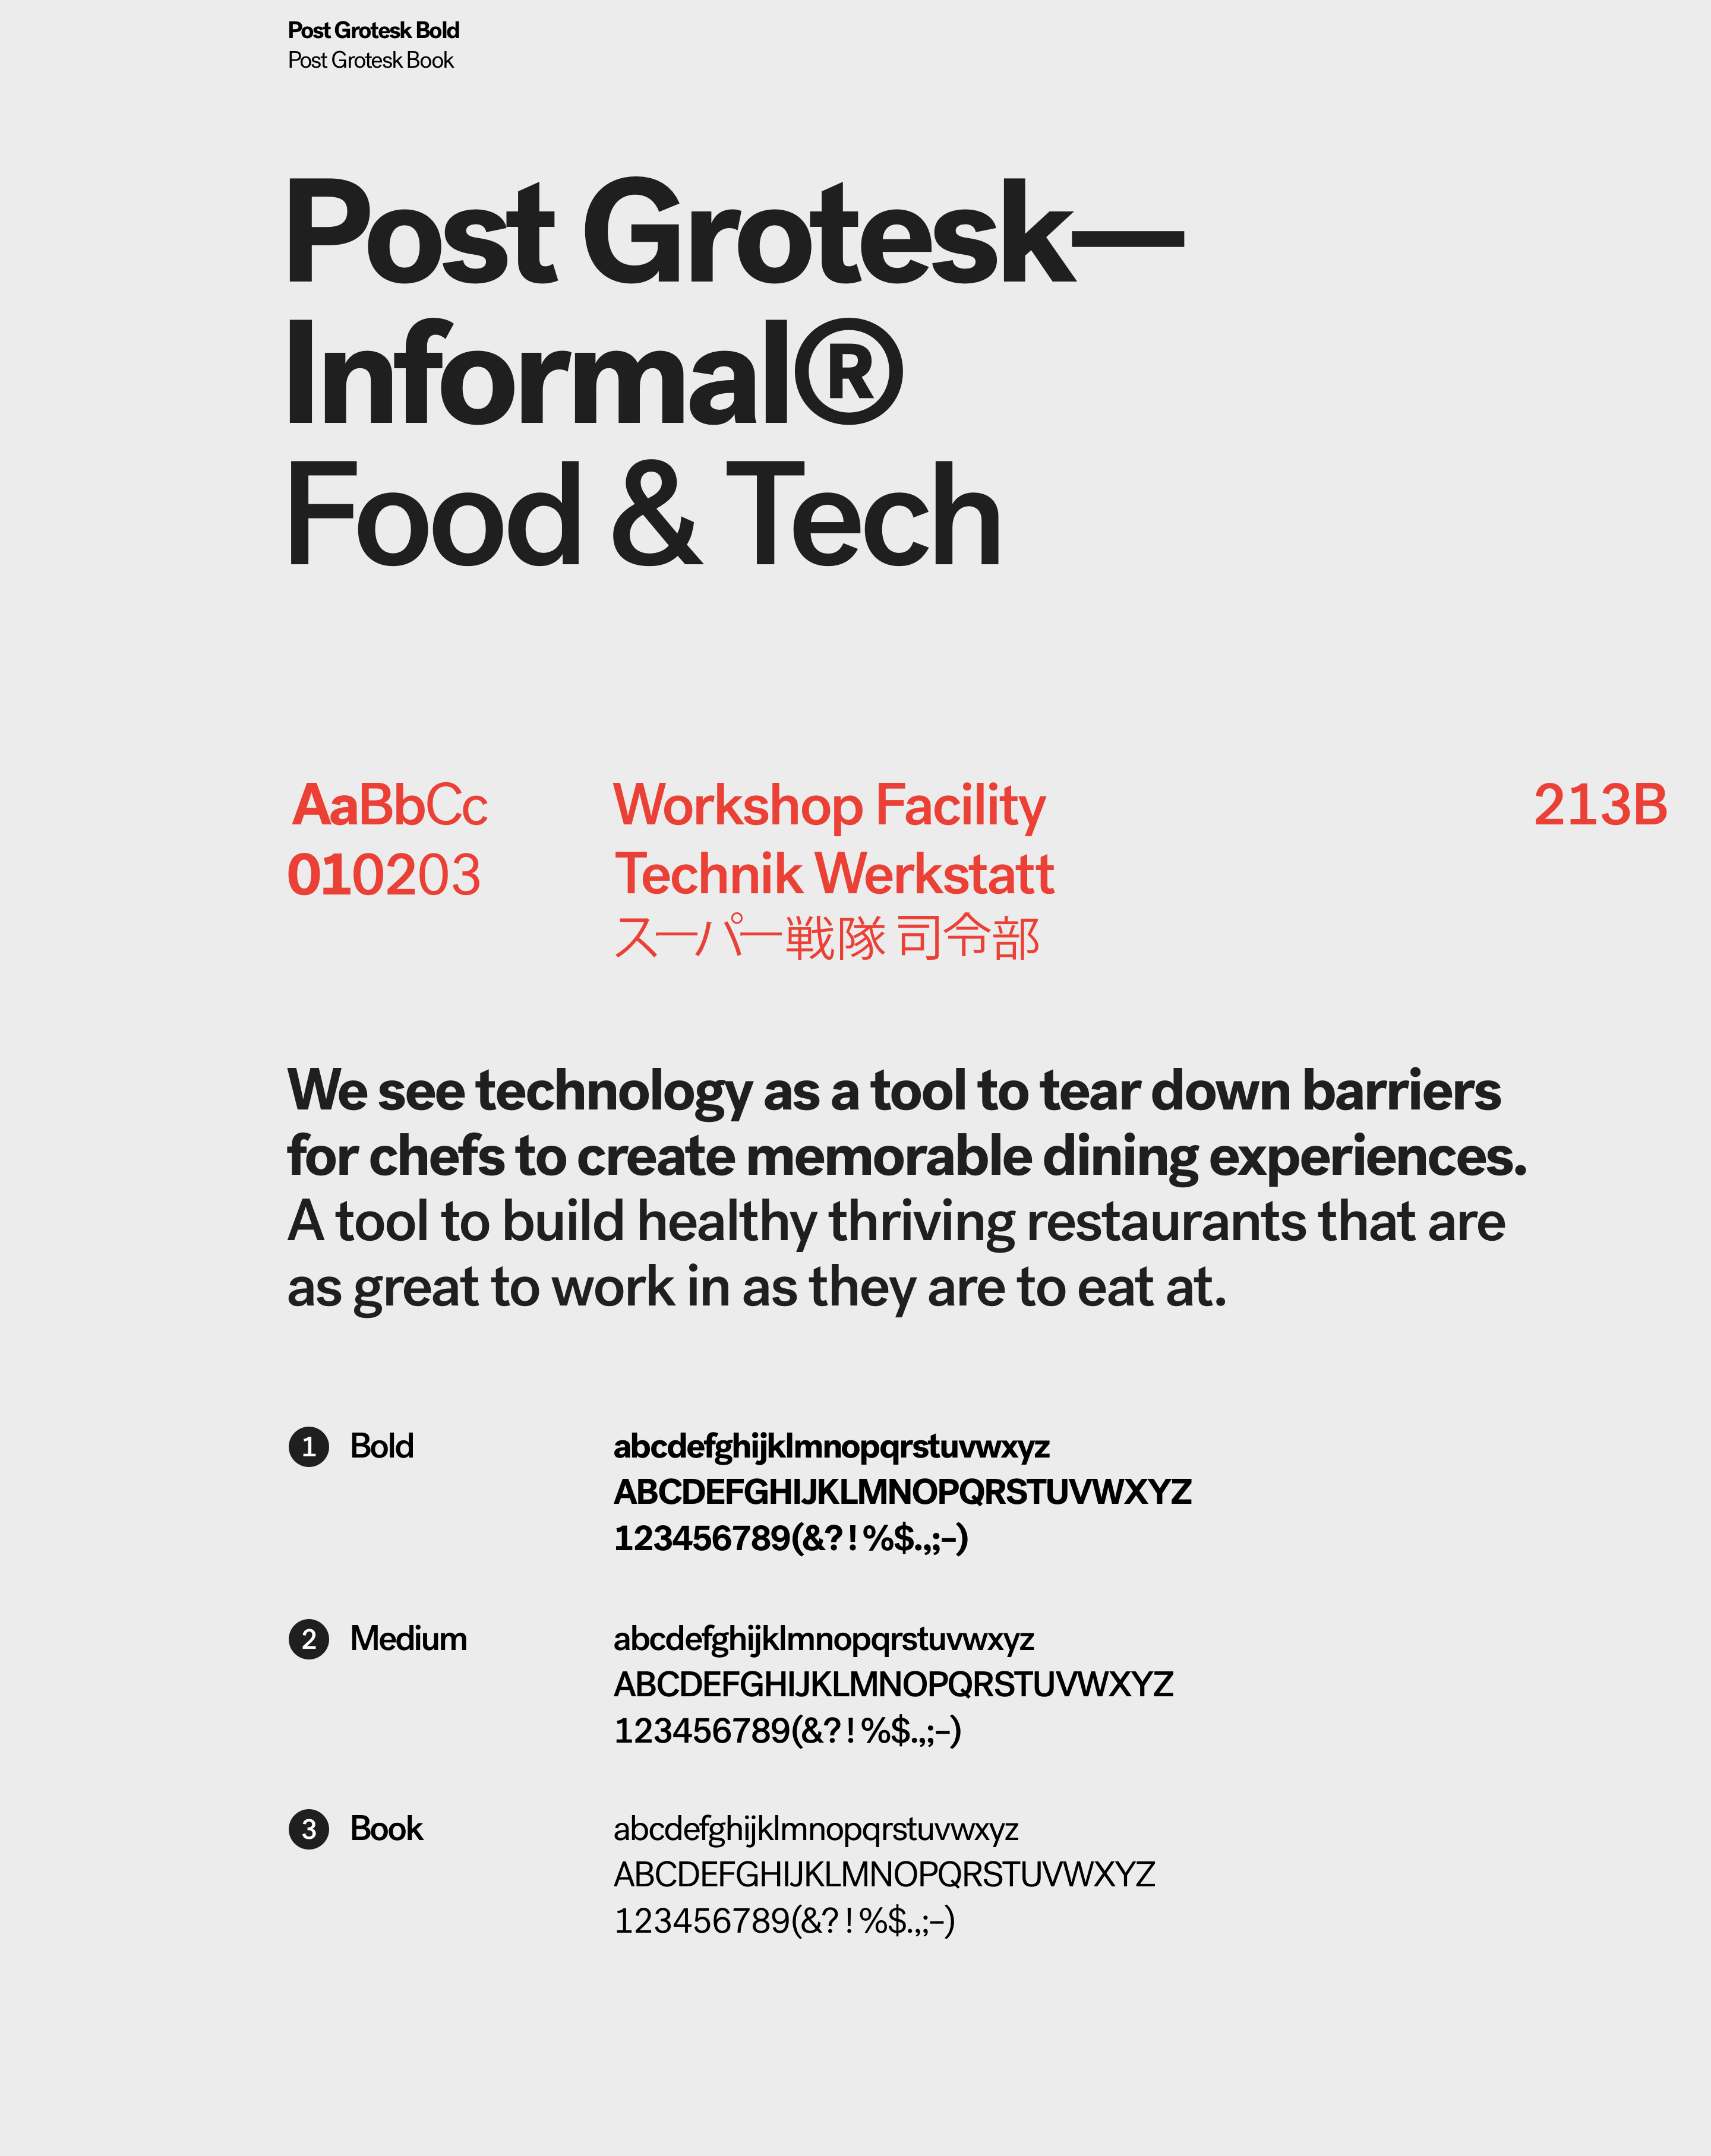 Post Grotesk Bold
Post Grotesk Book
Post Grotesk—
Informal®
Food & Tech
AaBbCc
010203
Workshop Facility
Technik Werkstatt
スーパー戦隊 司令部
213B
We see technology as a tool to tear down barriers
for chefs to create memorable dining experiences.
A tool to build healthy thriving restaurants that are
as great to work in as they are to eat at.
1 Bold
abcdefghijklmnopqrstuvwxyz
ABCDEFGHIJKLMNOPQRSTUVWXYZ
123456789(&?!%$.,;-)
2 Medium
abcdefghijklmnopqrstuvwxyz
ABCDEFGHIJKLMNOPQRSTUVWXYZ
123456789(&?!%$.,;-)
3 Book
abcdefghijklmnopqrstuvwxyz
ABCDEFGHIJKLMNOPQRSTUVWXYZ
123456789(&?!%$.,;-)